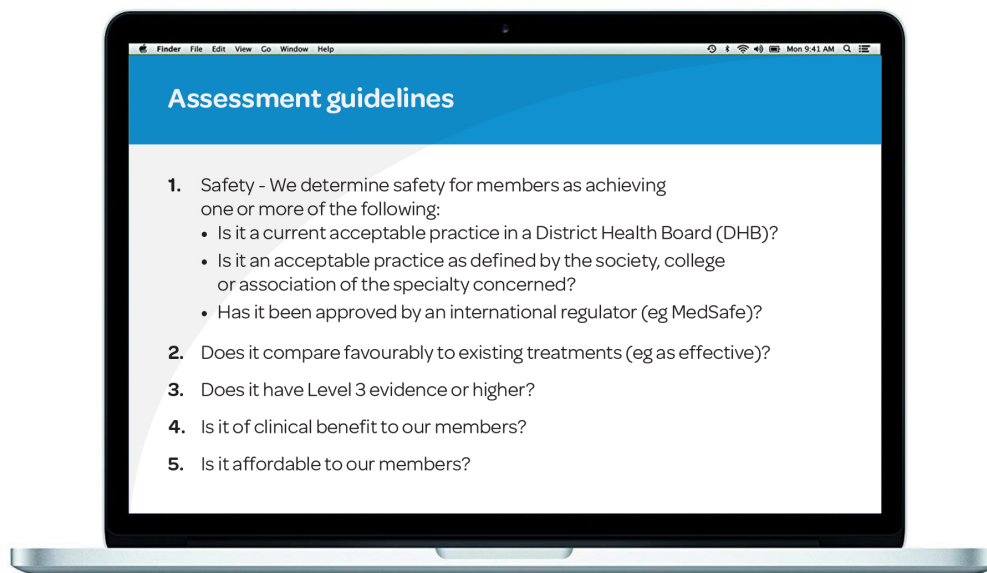 Finder File Edit View Go Window Help Mon 9:41 AM
Assessment guidelines
1. Safety - We determine safety for members as achieving
one or more of the following:
• Is it a current acceptable practice in a District Health Board (DHB)?
• Is it an acceptable practice as defined by the society, college
or association of the specialty concerned?
• Has it been approved by an international regulator (eg MedSafe)?
2. Does it compare favourably to existing treatments (eg as effective)?
3. Does it have Level 3 evidence or higher?
4. Is it of clinical benefit to our members?
5. Is it affordable to our members?